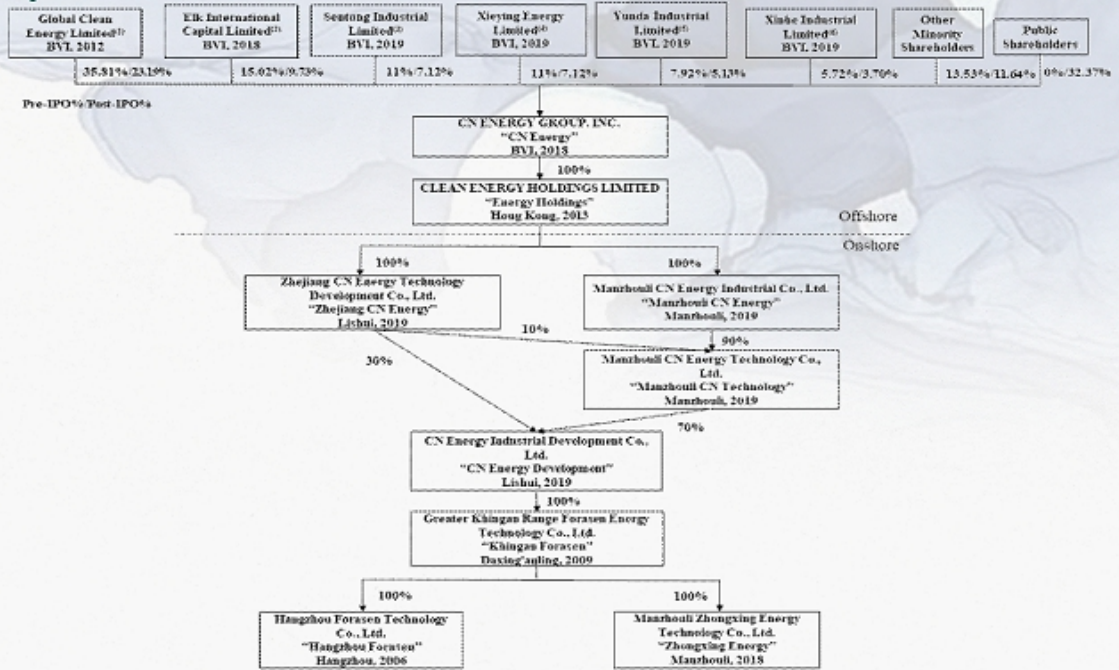 Global Clean
Energy Limited(1)
BVI, 2012
Elk International
Capital Limited(2)
BVI, 2018
Sentong Industrial
Limited(3)
BVI, 2019
Xieying Energy
Limited(4)
BVI, 2019
Yunda Industrial
Limited(5)
BVI, 2019
Xinhe Industrial
Limited(6)
BVI, 2019
Other
Minority
Shareholders
Public
Shareholders
35.81%/23.19%
15.02%/9.73%
11%/7.12%
11%/7.12%
7.92%/5.13%
5.72%/3.70%
13.53%/11.64%
0%/32.37%
Pre-IPO%/Post-IPO%
CN ENERGY GROUP. INC.
“CN Energy”
BVI, 2018
100%
CLEAN ENERGY HOLDINGS LIMITED
“Energy Holdings”
Hong Kong, 2013
Offshore
Onshore
100%
100%
Zhejiang CN Energy Technology
Development Co., Ltd.
“Zhejiang CN Energy”
Lishui, 2019
Manzhouli CN Energy Industrial Co., Ltd.
“Manzhouli CN Energy”
Manzhouli, 2019
10%
90%
30%
Manzhouli CN Energy Technology Co.,
Ltd.
“Manzhouli CN Technology”
Manzhouli, 2019
70%
CN Energy Industrial Development Co.,
Ltd.
“CN Energy Development”
Lishui, 2019
100%
Greater Khingan Range Forasen Energy
Technology Co., Ltd.
“Khingan Forasen”
Daxing'anling, 2009
100%
100%
Hangzhou Forasen Technology
Co., Ltd.
“Hangzhou Forasen”
Hangzhou, 2006
Manzhouli Zhongxing Energy
Technology Co., Ltd.
“Zhongxing Energy”
Manzhouli, 2018